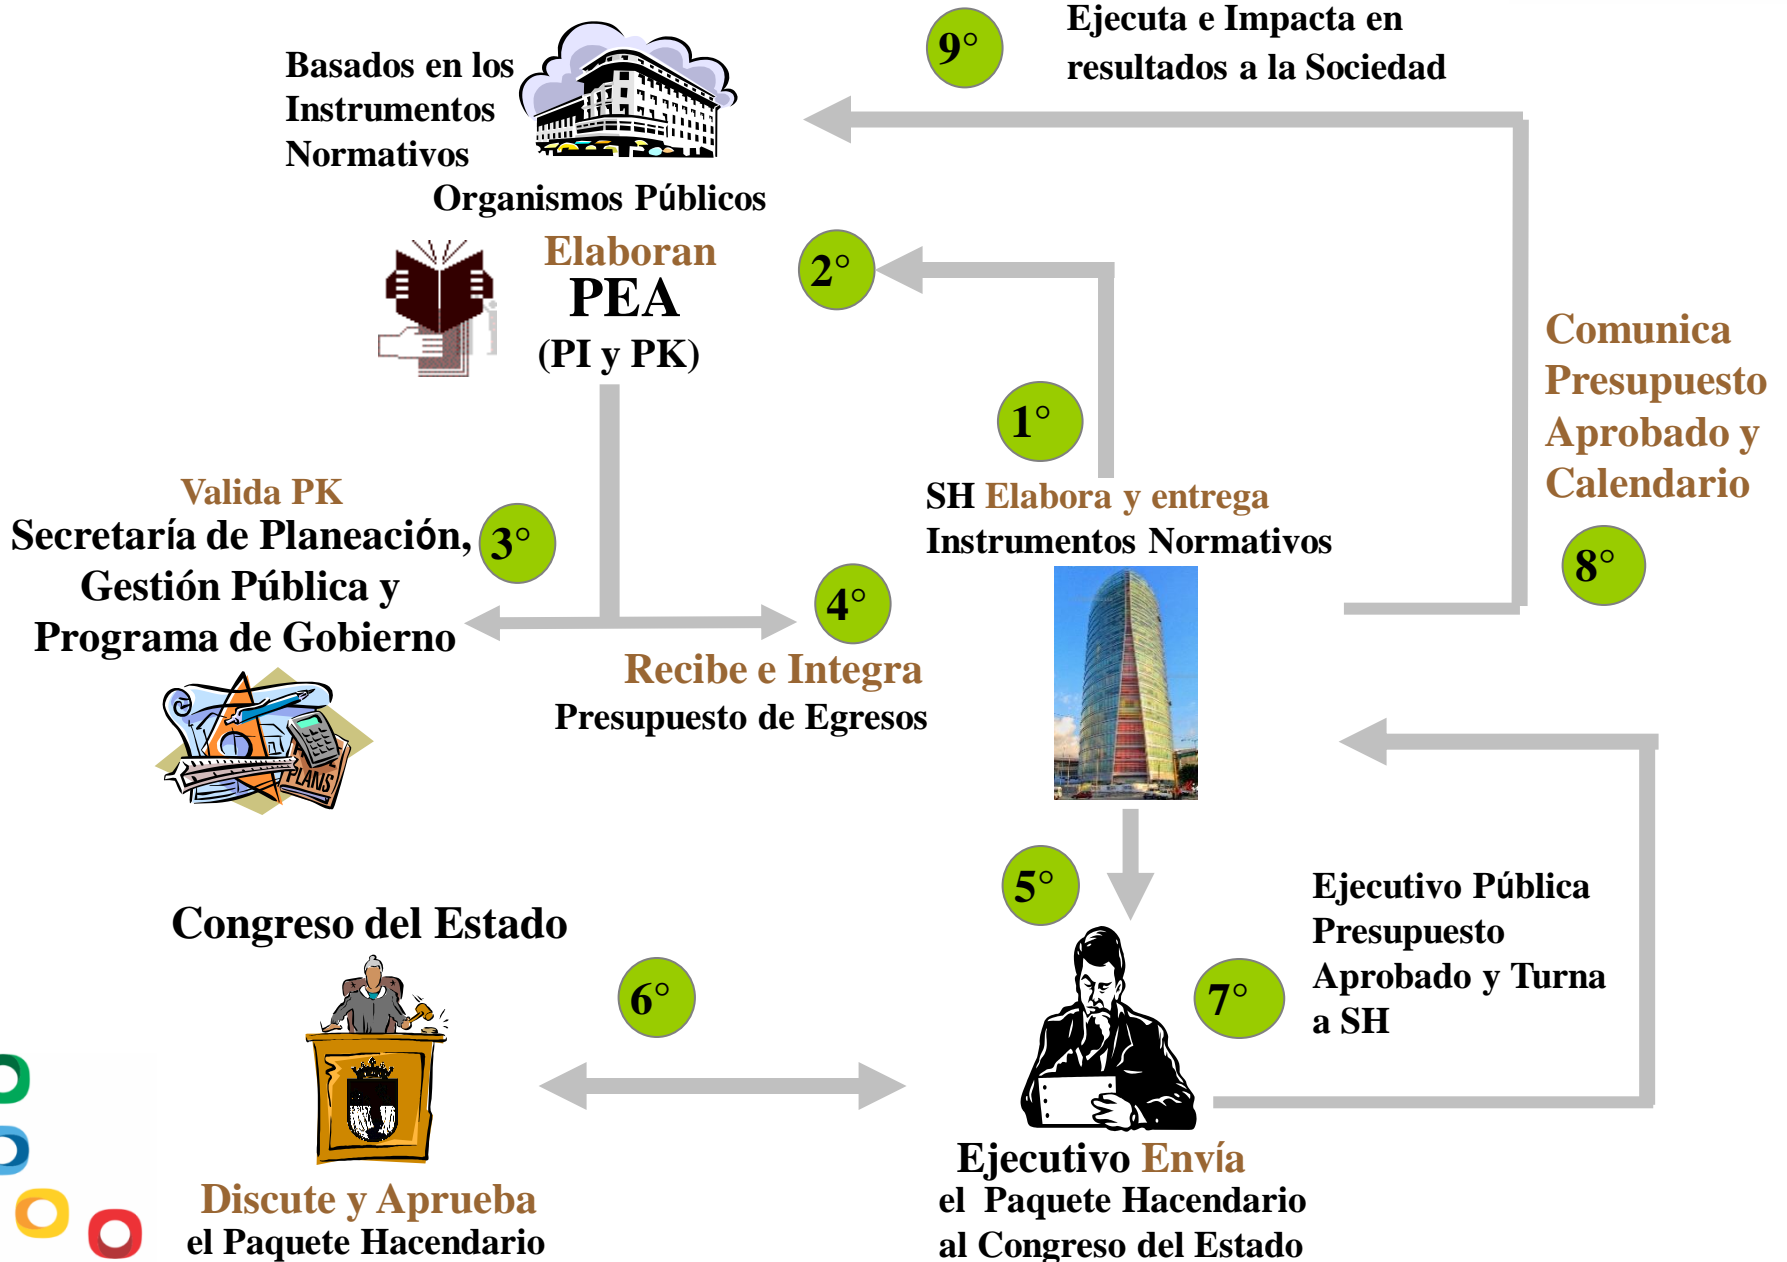 Basados en los
Instrumentos
Normativos
Organismos Públicos
Elaboran
PEA
(PI y PK)
9°
Ejecuta e Impacta en
resultados a la Sociedad
2°
1°
SH Elabora y entrega
Instrumentos Normativos
Comunica
Presupuesto
Aprobado y
Calendario
8°
Valida PK
Secretaría de Planeación,
Gestión Pública y
Programa de Gobierno
3°
4°
Recibe e Integra
Presupuesto de Egresos
PLANS
5°
Congreso del Estado
6°
Discute y Aprueba
el Paquete Hacendario
7°
Ejecutivo Pública
Presupuesto
Aprobado y Turna
a SH
Ejecutivo Envía
el Paquete Hacendario
al Congreso del Estado